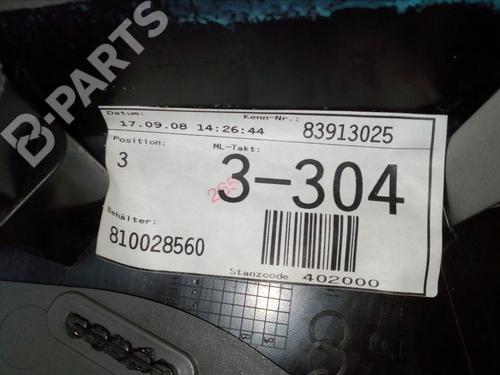 B-PARTS
Datum: Kenn-Nr.:
17.09.08 14:26:44 83913025
Position: ML-Takt:
3 3-304
265
Behälter:
810028560
Stanzcode 402000